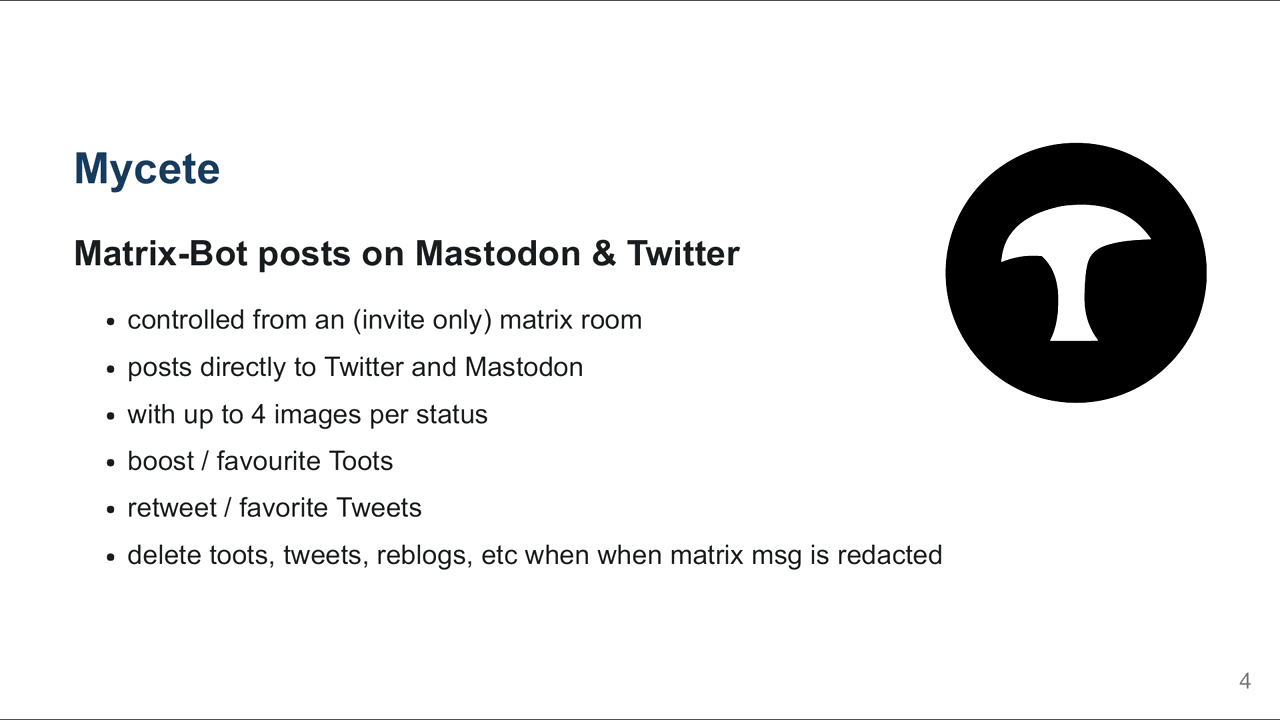 Mycete
Matrix-Bot posts on Mastodon & Twitter
controlled from an (invite only) matrix room
posts directly to Twitter and Mastodon
with up to 4 images per status
boost / favourite Toots
retweet / favorite Tweets
delete toots, tweets, reblogs, etc when when matrix msg is redacted
4